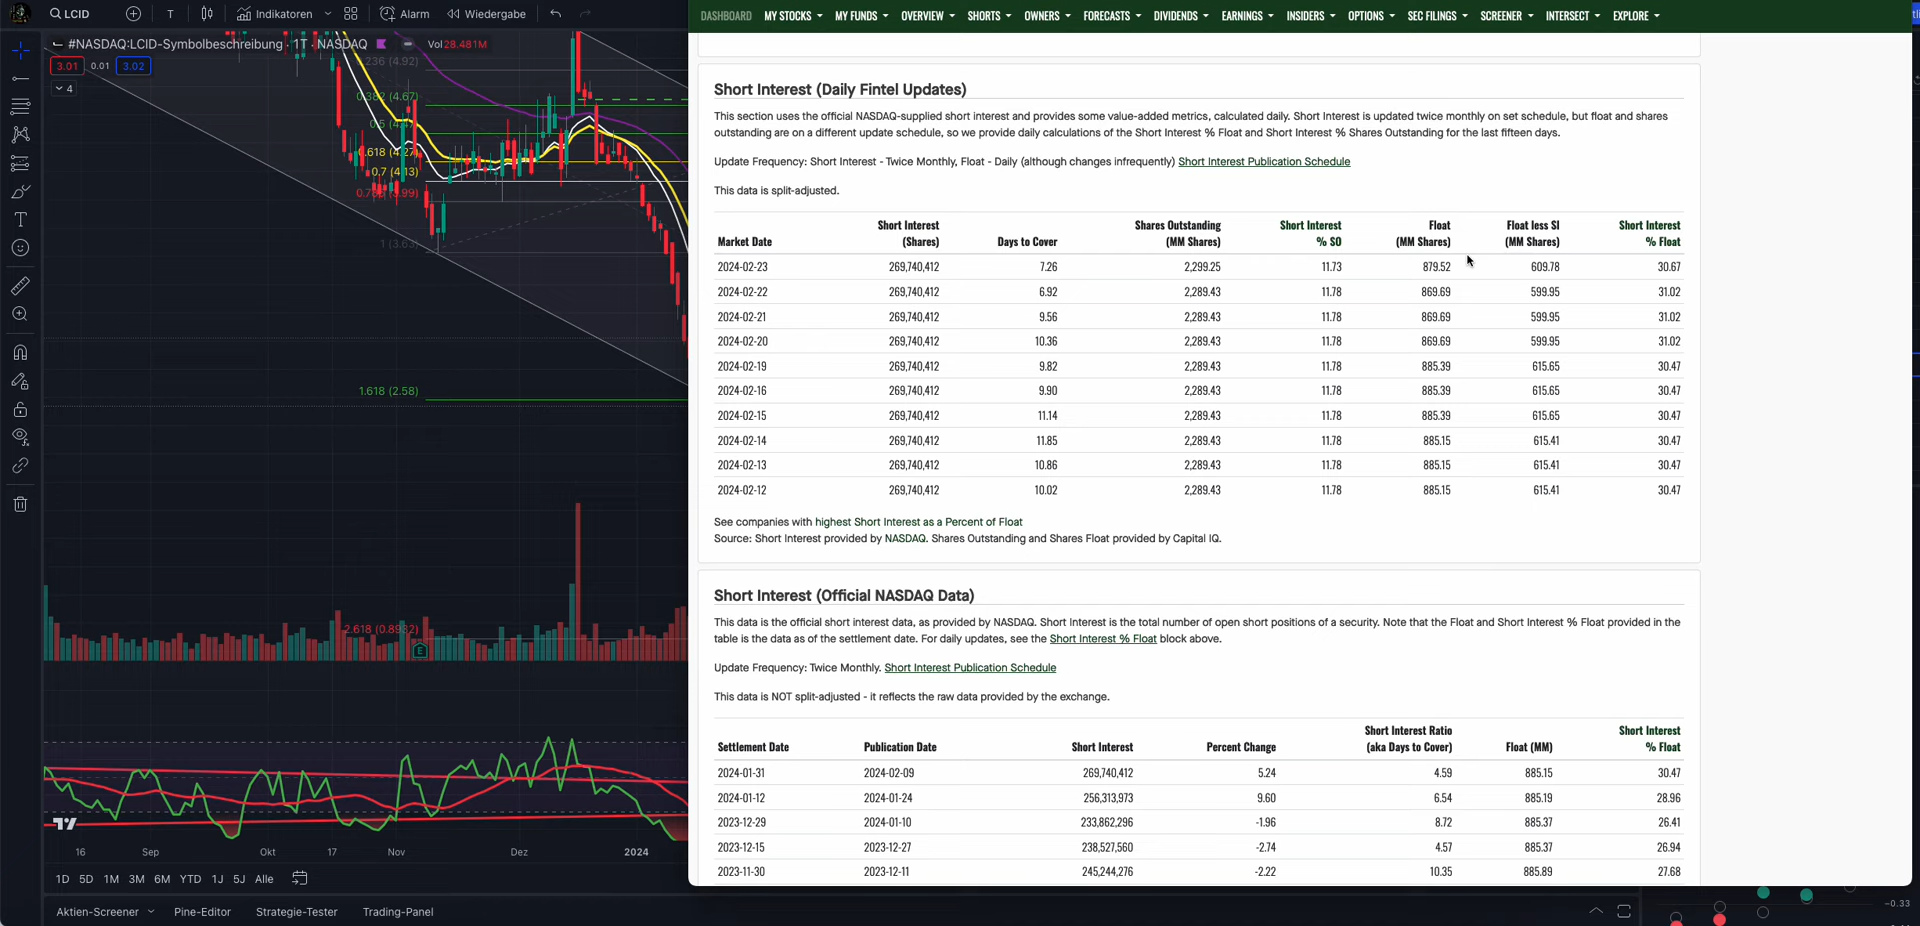 LCID
T
Indikatoren
Alarm
Wiedergabe
#NASDAQ:LCID-Symbolbeschreibung · 1T · NASDAQ
Vol 28.481M
3.01
0.01
3.02
4
0.236 (4.92)
0.382 (4.67)
0.618 (4.27)
0.7 (4.13)
1 (3.63)
1.618 (2.58)
E
16
Sep
Okt
17
Nov
Dez
2024
1D 5D 1M 3M 6M YTD 1J 5J Alle
Aktien-Screener
Pine-Editor
Strategie-Tester
Trading-Panel
DASHBOARD MY STOCKS MY FUNDS OVERVIEW SHORTS OWNERS FORECASTS DIVIDENDS EARNINGS INSIDERS OPTIONS SEC FILINGS SCREENER INTERSECT EXPLORE
Short Interest (Daily Fintel Updates)
This section uses the official NASDAQ-supplied short interest and provides some value-added metrics, calculated daily. Short Interest is updated twice monthly on set schedule, but float and shares
outstanding are on a different update schedule, so we provide daily calculations of the Short Interest % Float and Short Interest % Shares Outstanding for the last fifteen days.
Update Frequency: Short Interest - Twice Monthly, Float - Daily (although changes infrequently) Short Interest Publication Schedule
This data is split-adjusted.
Short Interest Shares Outstanding Short Interest Float Float less SI Short Interest
Market Date (Shares) Days to Cover (MM Shares) % SO (MM Shares) (MM Shares) % Float
2024-02-23 269,740,412 7.26 2,299.25 11.73 879.52 609.78 30.67
2024-02-22 269,740,412 6.92 2,289.43 11.78 869.69 599.95 31.02
2024-02-21 269,740,412 9.56 2,289.43 11.78 869.69 599.95 31.02
2024-02-20 269,740,412 10.36 2,289.43 11.78 869.69 599.95 31.02
2024-02-19 269,740,412 9.82 2,289.43 11.78 885.39 615.65 30.47
2024-02-16 269,740,412 9.90 2,289.43 11.78 885.39 615.65 30.47
2024-02-15 269,740,412 11.14 2,289.43 11.78 885.39 615.65 30.47
2024-02-14 269,740,412 11.85 2,289.43 11.78 885.15 615.41 30.47
2024-02-13 269,740,412 10.86 2,289.43 11.78 885.15 615.41 30.47
2024-02-12 269,740,412 10.02 2,289.43 11.78 885.15 615.41 30.47
See companies with highest Short Interest as a Percent of Float
Source: Short Interest provided by NASDAQ. Shares Outstanding and Shares Float provided by Capital IQ.
Short Interest (Official NASDAQ Data)
This data is the official short interest data, as provided by NASDAQ. Short Interest is the total number of open short positions of a security. Note that the Float and Short Interest % Float provided in the
table is the data as of the settlement date. For daily updates, see the Short Interest % Float block above.
Update Frequency: Twice Monthly. Short Interest Publication Schedule
This data is NOT split-adjusted - it reflects the raw data provided by the exchange.
Short Interest Ratio Short Interest
Settlement Date Publication Date Short Interest Percent Change (aka Days to Cover) Float (MM) % Float
2024-01-31 2024-02-09 269,740,412 5.24 4.59 885.15 30.47
2024-01-12 2024-01-24 256,313,973 9.60 6.54 885.19 28.96
2023-12-29 2024-01-10 233,862,296 -1.96 8.72 885.37 26.41
2023-12-15 2023-12-27 238,527,560 -2.74 4.57 885.37 26.94
2023-11-30 2023-12-11 245,244,276 -2.22 10.35 885.89 27.68
−0.33